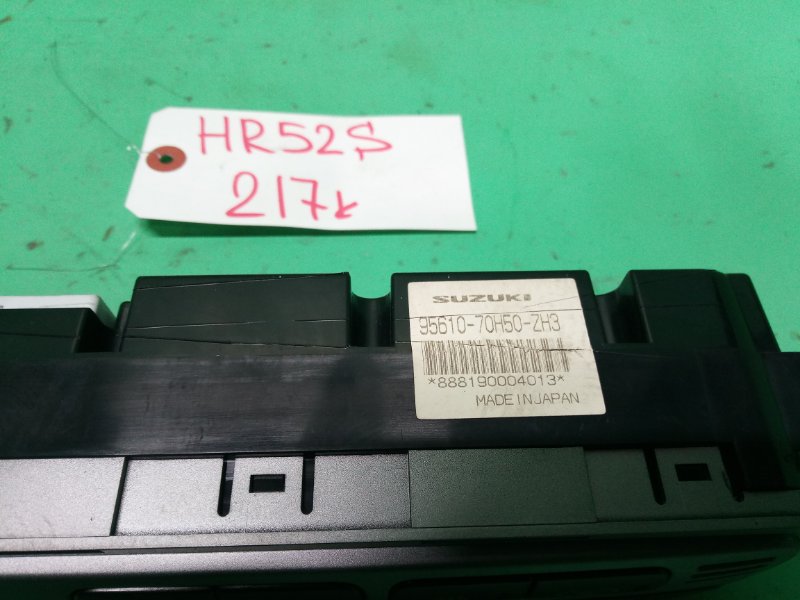 HR52S
217k
SUZUKI
95610-70H50-ZH3
*888190004013*
MADE IN JAPAN